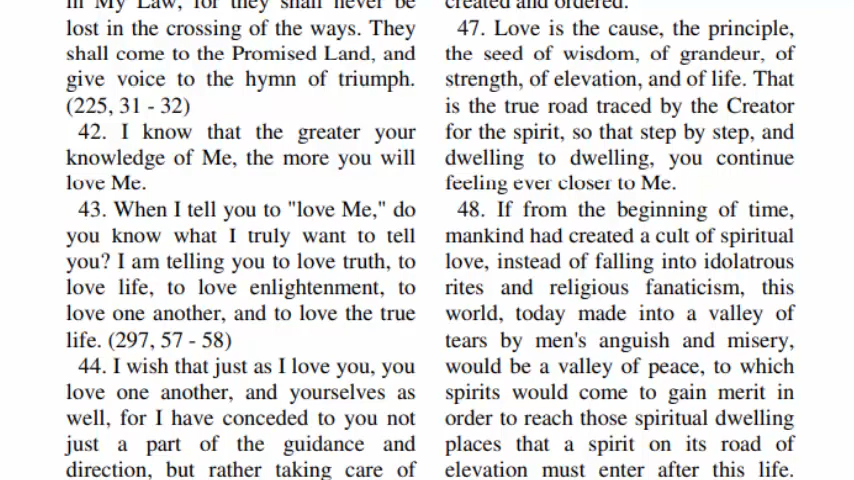 in My Law, for they shall never be
lost in the crossing of the ways. They
shall come to the Promised Land, and
give voice to the hymn of triumph.
(225, 31 - 32)
42. I know that the greater your
knowledge of Me, the more you will
love Me.
43. When I tell you to "love Me," do
you know what I truly want to tell
you? I am telling you to love truth, to
love life, to love enlightenment, to
love one another, and to love the true
life. (297, 57 - 58)
44. I wish that just as I love you, you
love one another, and yourselves as
well, for I have conceded to you not
just a part of the guidance and
direction, but rather taking care of
created and ordered.
47. Love is the cause, the principle,
the seed of wisdom, of grandeur, of
strength, of elevation, and of life. That
is the true road traced by the Creator
for the spirit, so that step by step, and
dwelling to dwelling, you continue
feeling ever closer to Me.
48. If from the beginning of time,
mankind had created a cult of spiritual
love, instead of falling into idolatrous
rites and religious fanaticism, this
world, today made into a valley of
tears by men's anguish and misery,
would be a valley of peace, to which
spirits would come to gain merit in
order to reach those spiritual dwelling
places that a spirit on its road of
elevation must enter after this life.